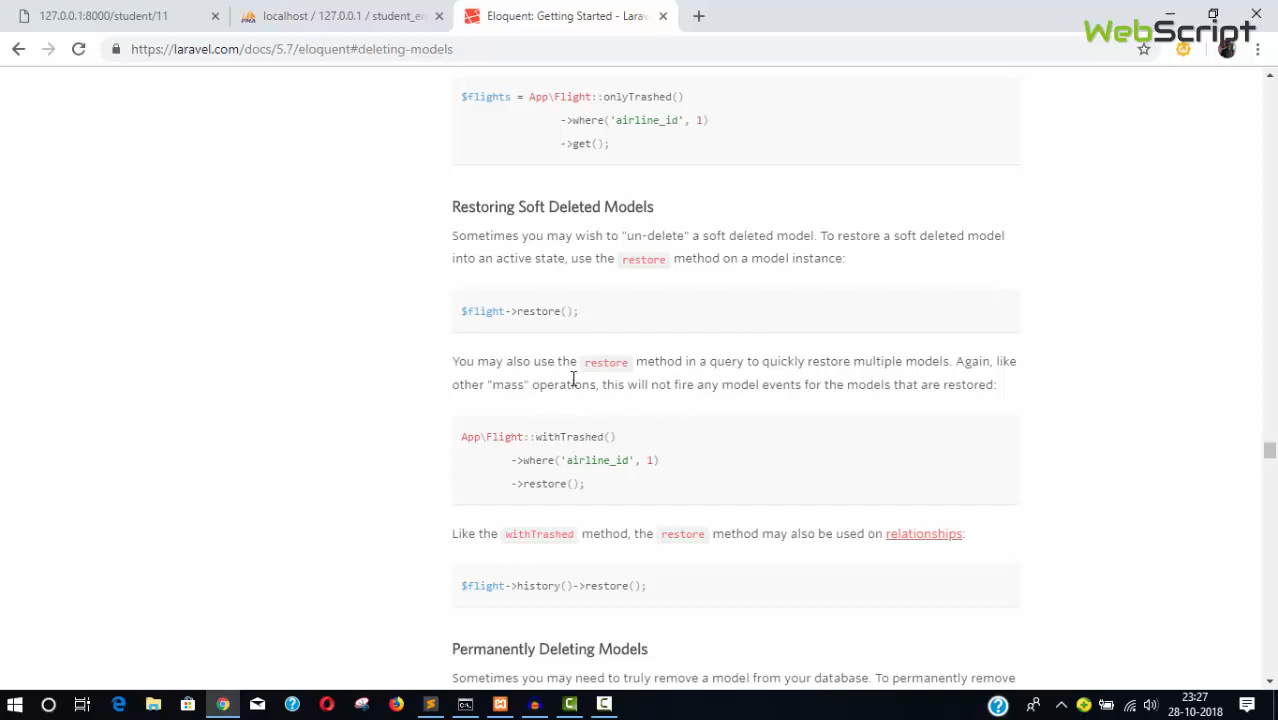 127.0.0.1:8000/student/11
localhost / 127.0.0.1 / student_en
Eloquent: Getting Started - Larav
WebScript
https://laravel.com/docs/5.7/eloquent#deleting-models
$flights = App\Flight::onlyTrashed()
->where('airline_id', 1)
->get();
Restoring Soft Deleted Models
Sometimes you may wish to "un-delete" a soft deleted model. To restore a soft deleted model
into an active state, use the restore method on a model instance:
$flight->restore();
You may also use the restore method in a query to quickly restore multiple models. Again, like
other "mass" operations, this will not fire any model events for the models that are restored:
App\Flight::withTrashed()
->where('airline_id', 1)
->restore();
Like the withTrashed method, the restore method may also be used on relationships:
$flight->history()->restore();
Permanently Deleting Models
Sometimes you may need to truly remove a model from your database. To permanently remove
23:27
28-10-2018